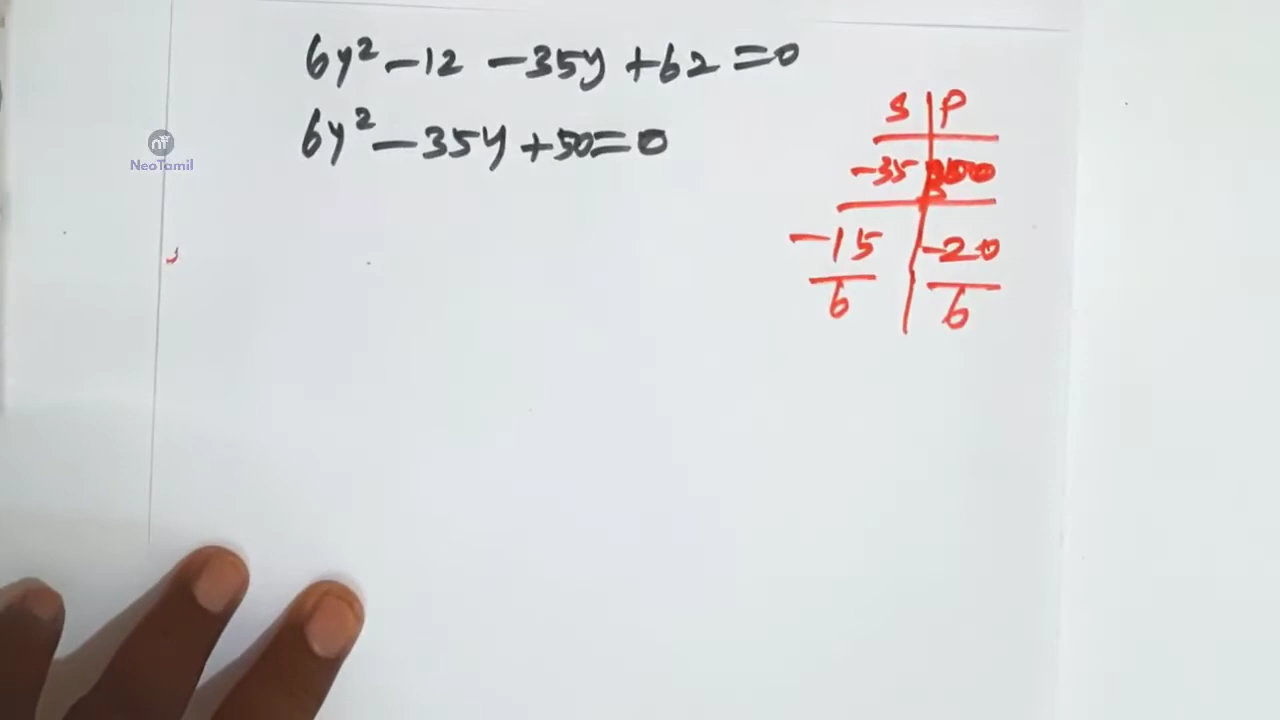 6y² - 12 - 35y + 62 = 0
6y² - 35y + 50 = 0
NeoTamil
S | P
-35 | 300
-15/6 | -20/6